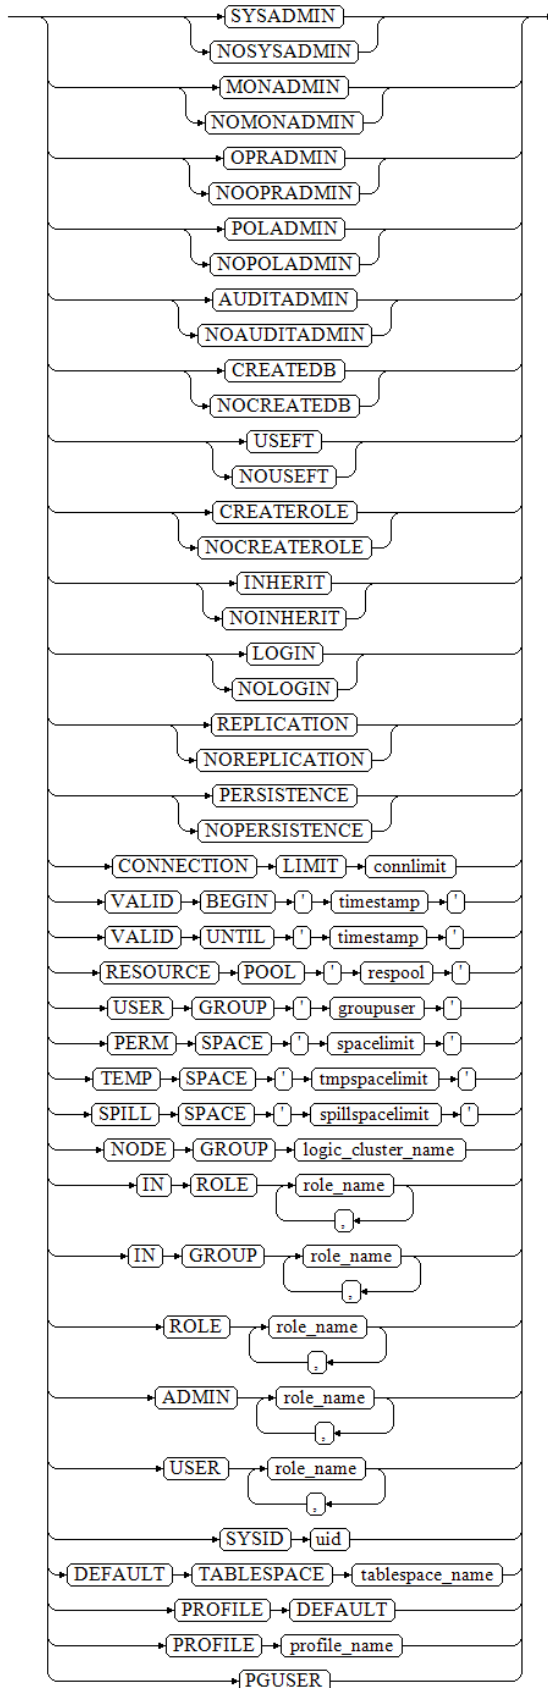 SYSADMIN
NOSYSADMIN
MONADMIN
NOMONADMIN
OPRADMIN
NOOPRADMIN
POLADMIN
NOPOLADMIN
AUDITADMIN
NOAUDITADMIN
CREATEDB
NOCREATEDB
USEFT
NOUSEFT
CREATEROLE
NOCREATEROLE
INHERIT
NOINHERIT
LOGIN
NOLOGIN
REPLICATION
NOREPLICATION
PERSISTENCE
NOPERSISTENCE
CONNECTION LIMIT connlimit
VALID BEGIN ' timestamp '
VALID UNTIL ' timestamp '
RESOURCE POOL ' respool '
USER GROUP ' groupuser '
PERM SPACE ' spacelimit '
TEMP SPACE ' tmpspacelimit '
SPILL SPACE ' spillspacelimit '
NODE GROUP logic_cluster_name
IN ROLE role_name
,
IN GROUP role_name
,
ROLE role_name
,
ADMIN role_name
,
USER role_name
,
SYSID uid
DEFAULT TABLESPACE tablespace_name
PROFILE DEFAULT
PROFILE profile_name
PGUSER